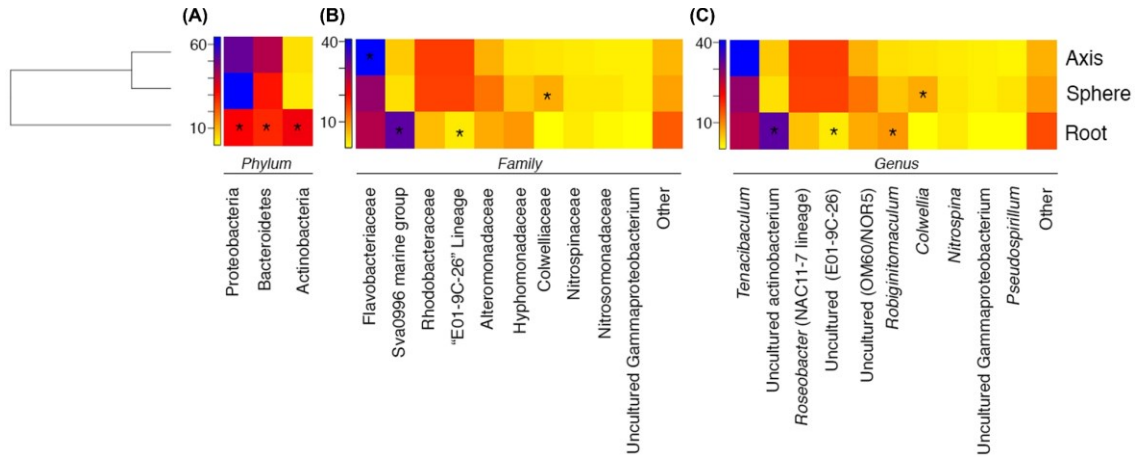 (A)
(B)
(C)
60
10
40
10
40
10
*
*
*
*
*
*
*
*
*
*
*
Axis
Sphere
Root
Phylum
Family
Genus
Proteobacteria
Bacteroidetes
Actinobacteria
Flavobacteriaceae
Sva0996 marine group
Rhodobacteraceae
“E01-9C-26” Lineage
Alteromonadaceae
Hyphomonadaceae
Colwelliaceae
Nitrospinaceae
Nitrosomonadaceae
Uncultured Gammaproteobacterium
Other
Tenacibaculum
Uncultured actinobacterium
Roseobacter (NAC11-7 lineage)
Uncultured (E01-9C-26)
Uncultured (OM60/NOR5)
Robiginitomaculum
Colwellia
Nitrospina
Uncultured Gammaproteobacterium
Pseudospirillum
Other